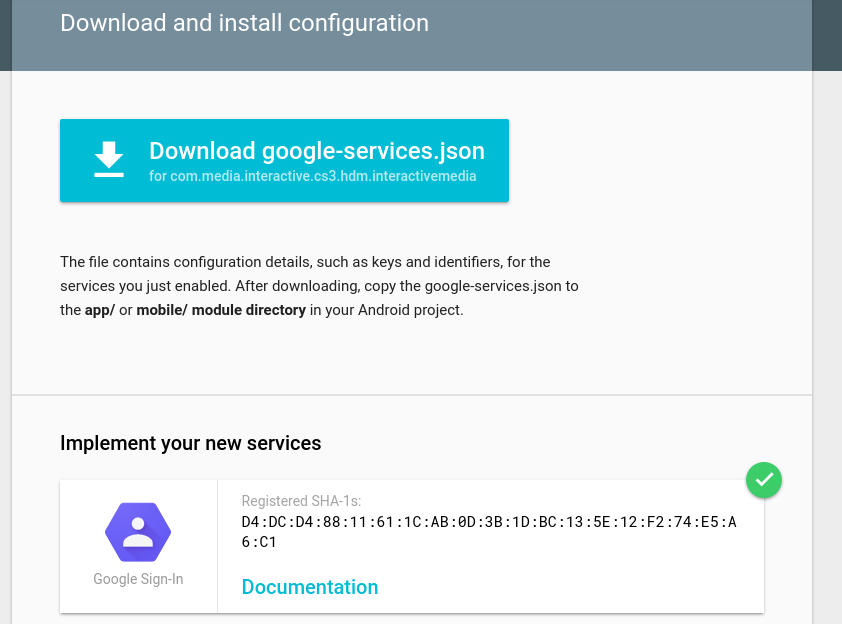 Download and install configuration
Download google-services.json
for com.media.interactive.cs3.hdm.interactivemedia
The file contains configuration details, such as keys and identifiers, for the
services you just enabled. After downloading, copy the google-services.json to
the app/ or mobile/ module directory in your Android project.
Implement your new services
Registered SHA-1s:
D4:DC:D4:88:11:61:1C:AB:0D:3B:1D:BC:13:5E:12:F2:74:E5:A
6:C1
Google Sign-In
Documentation